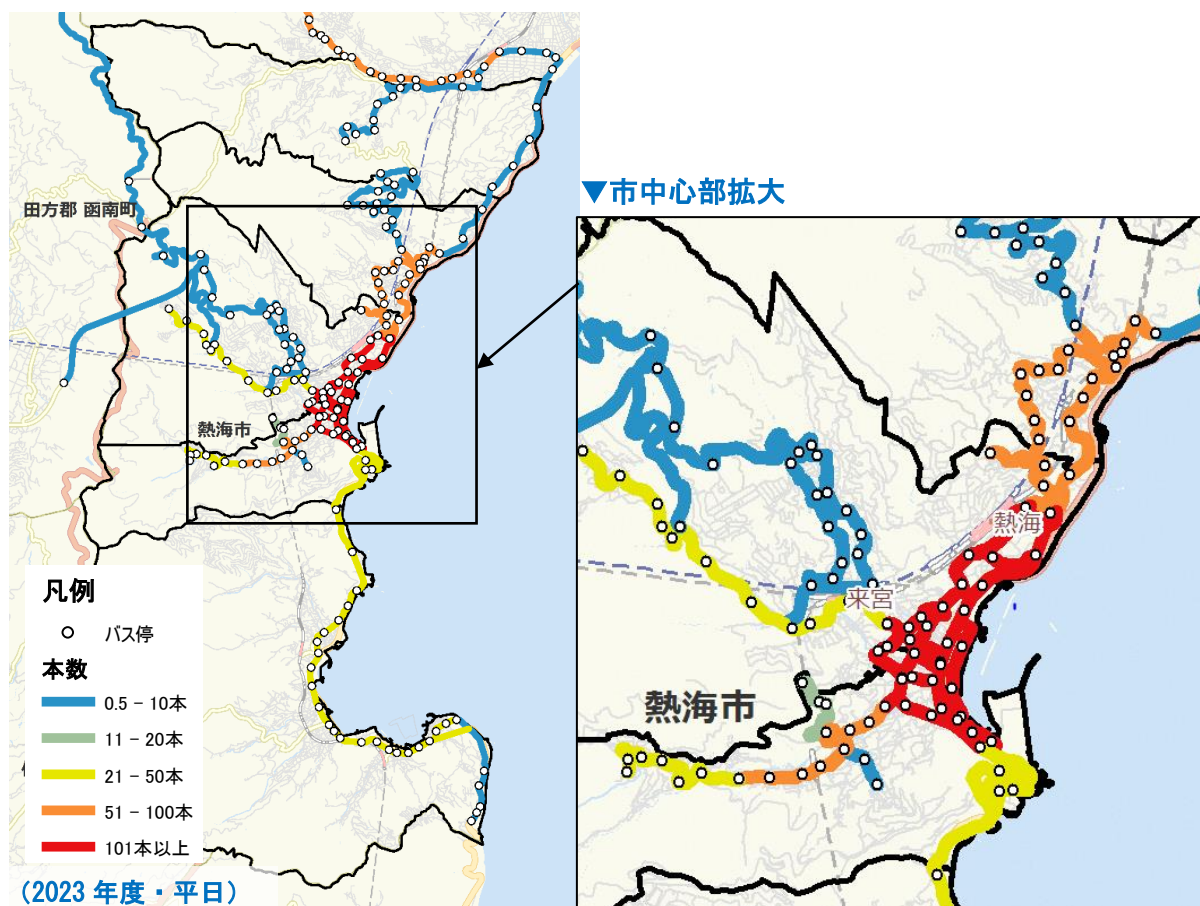 田方郡 函南町
熱海市
凡例
バス停
本数
0.5 – 10本
11 – 20本
21 – 50本
51 – 100本
101本以上
(2023 年度・平日)
▼市中心部拡大
熱海
来宮
熱海市